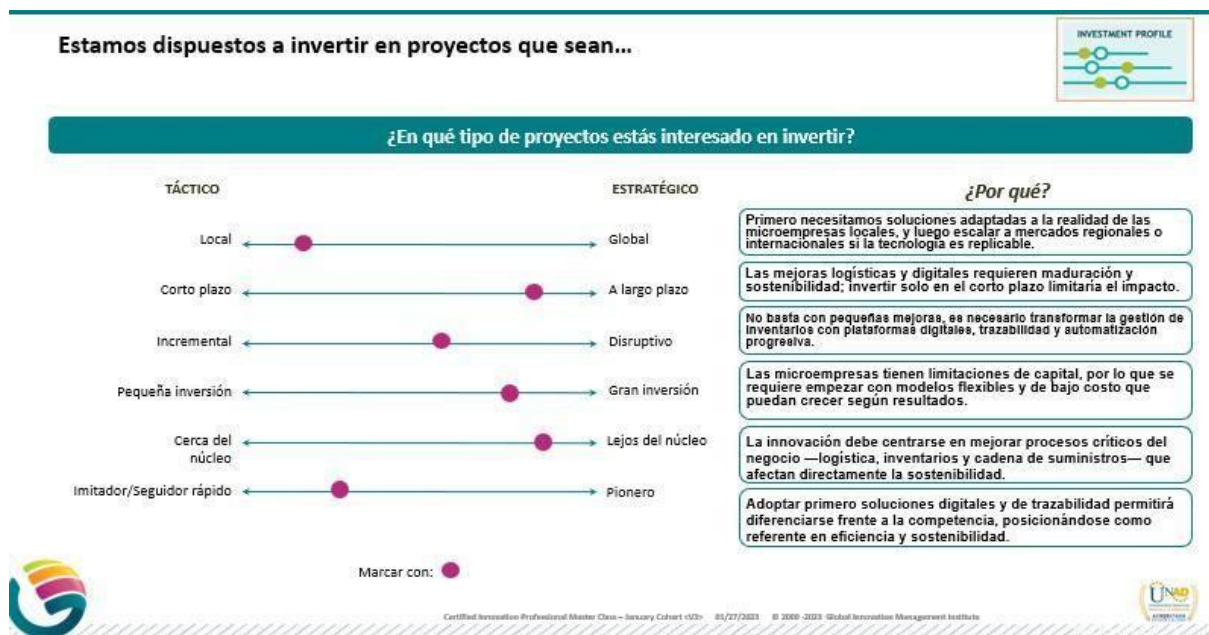 Estamos dispuestos a invertir en proyectos que sean...
INVESTMENT PROFILE
¿En qué tipo de proyectos estás interesado en invertir?
TÁCTICO
ESTRATÉGICO
¿Por qué?
Local
Global
Primero necesitamos soluciones adaptadas a la realidad de las
microempresas locales, y luego escalar a mercados regionales o
internacionales si la tecnología es replicable.
Corto plazo
A largo plazo
Las mejoras logísticas y digitales requieren maduración y
sostenibilidad; invertir solo en el corto plazo limitaría el impacto.
Incremental
Disruptivo
No basta con pequeñas mejoras, es necesario transformar la gestión de
inventarios con plataformas digitales, trazabilidad y automatización
progresiva.
Pequeña inversión
Gran inversión
Las microempresas tienen limitaciones de capital, por lo que se
requiere empezar con modelos flexibles y de bajo costo que
puedan crecer según resultados.
Cerca del
núcleo
Lejos del núcleo
La innovación debe centrarse en mejorar procesos críticos del
negocio —logística, inventarios y cadena de suministros— que
afectan directamente la sostenibilidad.
Imitador/Seguidor rápido
Pionero
Adoptar primero soluciones digitales y de trazabilidad permitirá
diferenciarse frente a la competencia, posicionándose como
referente en eficiencia y sostenibilidad.
Marcar con:
Certified Innovation Professional Master Class – January Cohort <V3> 01/27/2023 © 2000 -2023 Global Innovation Management Institute
UNAD